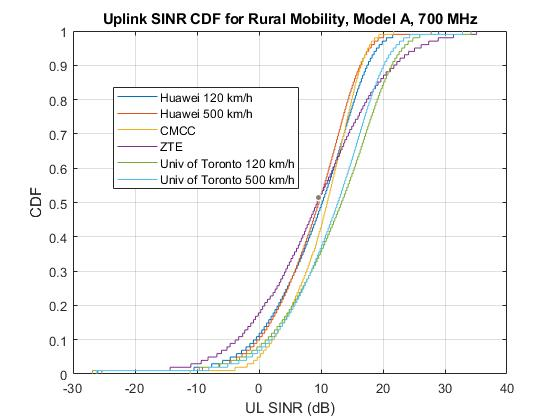 Uplink SINR CDF for Rural Mobility, Model A, 700 MHz
1
0.9
0.8
0.7
0.6
0.5
0.4
0.3
0.2
0.1
0
CDF
Huawei 120 km/h
Huawei 500 km/h
CMCC
ZTE
Univ of Toronto 120 km/h
Univ of Toronto 500 km/h
-30 -20 -10 0 10 20 30 40
UL SINR (dB)